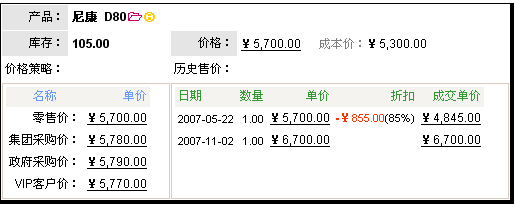 产品： 尼康 D80
库存： 105.00 价格： ¥ 5,700.00 成本价： ¥ 5,300.00
价格策略： 历史售价：
名称 单价 日期 数量 单价 折扣 成交单价
零售价： ¥ 5,700.00 2007-05-22 1.00 ¥ 5,700.00 -¥ 855.00(85%) ¥ 4,845.00
集团采购价： ¥ 5,780.00 2007-11-02 1.00 ¥ 6,700.00 ¥ 6,700.00
政府采购价： ¥ 5,790.00
VIP客户价： ¥ 5,770.00